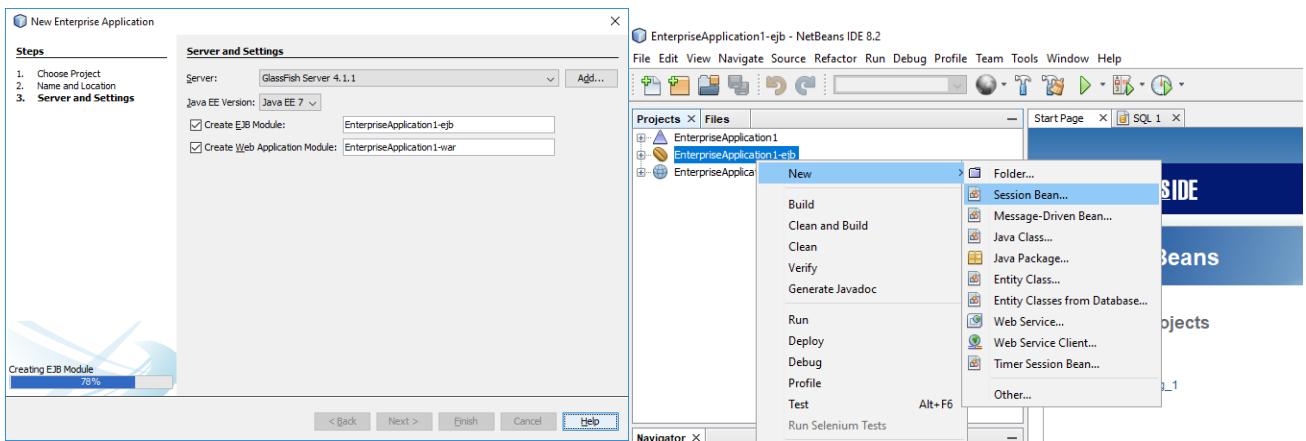 New Enterprise Application
Steps
1. Choose Project
2. Name and Location
3. Server and Settings
Server and Settings
Server: GlassFish Server 4.1.1 Add...
Java EE Version: Java EE 7
Create EJB Module: EnterpriseApplication1-ejb
Create Web Application Module: EnterpriseApplication1-war
Creating EJB Module
78%
< Back Next > Finish Cancel Help
EnterpriseApplication1-ejb - NetBeans IDE 8.2
File Edit View Navigate Source Refactor Run Debug Profile Team Tools Window Help
Projects Files
Start Page SQL 1
EnterpriseApplication1
EnterpriseApplication1-ejb
EnterpriseApplica
New
Build
Clean and Build
Clean
Verify
Generate Javadoc
Run
Deploy
Debug
Profile
Test Alt+F6
Run Selenium Tests
Folder...
Session Bean...
Message-Driven Bean...
Java Class...
Java Package...
Entity Class...
Entity Classes from Database...
Web Service...
Web Service Client...
Timer Session Bean...
Other...
SIDE
Beans
ojects
g_1
Navigator